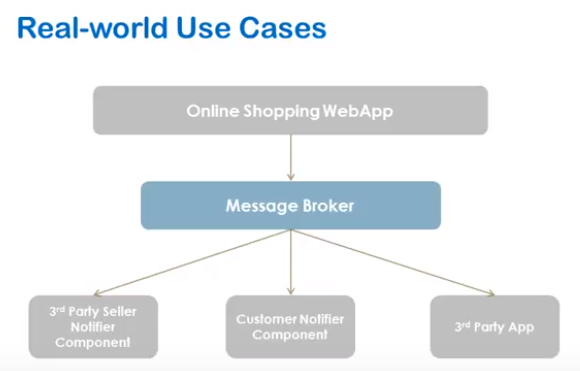 Real-world Use Cases
Online Shopping WebApp
Message Broker
3rd Party Seller
Notifier
Component
Customer Notifier
Component
3rd Party App